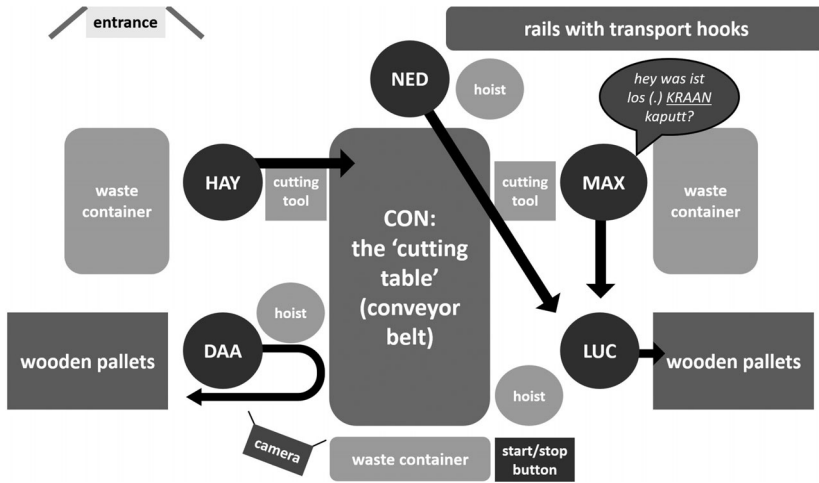 entrance
rails with transport hooks
NED
hoist
hey was ist
los (.) KRAAN
kaputt?
waste
container
HAY
cutting
tool
CON:
the ‘cutting
table’
(conveyor
belt)
cutting
tool
MAX
waste
container
wooden pallets
DAA
hoist
LUC
wooden pallets
hoist
camera
waste container
start/stop
button